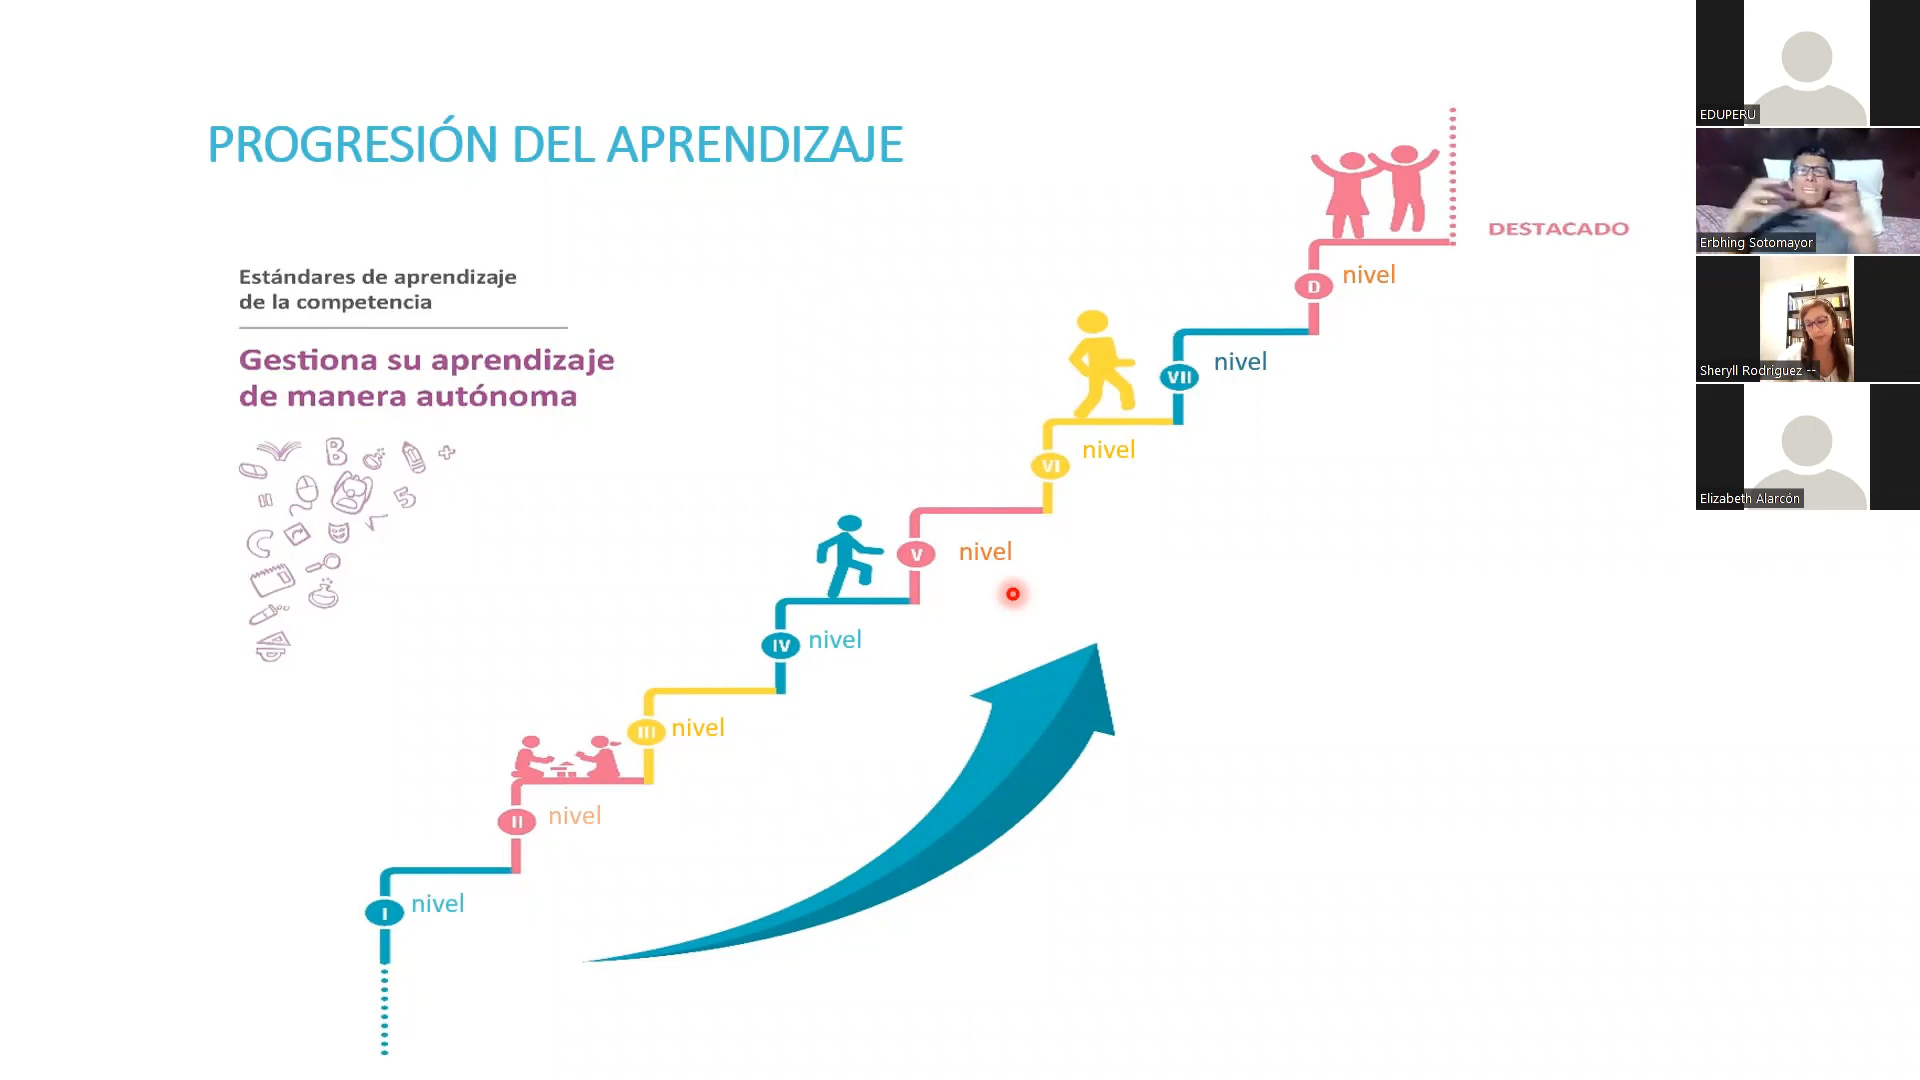 PROGRESIÓN DEL APRENDIZAJE
Estándares de aprendizaje
de la competencia
Gestiona su aprendizaje
de manera autónoma
B
5
DESTACADO
D nivel
VII nivel
VI nivel
V nivel
IV nivel
III nivel
II nivel
I nivel
EDUPERU
Erbhing Sotomayor
Sheryll Rodriguez --
Elizabeth Alarcón